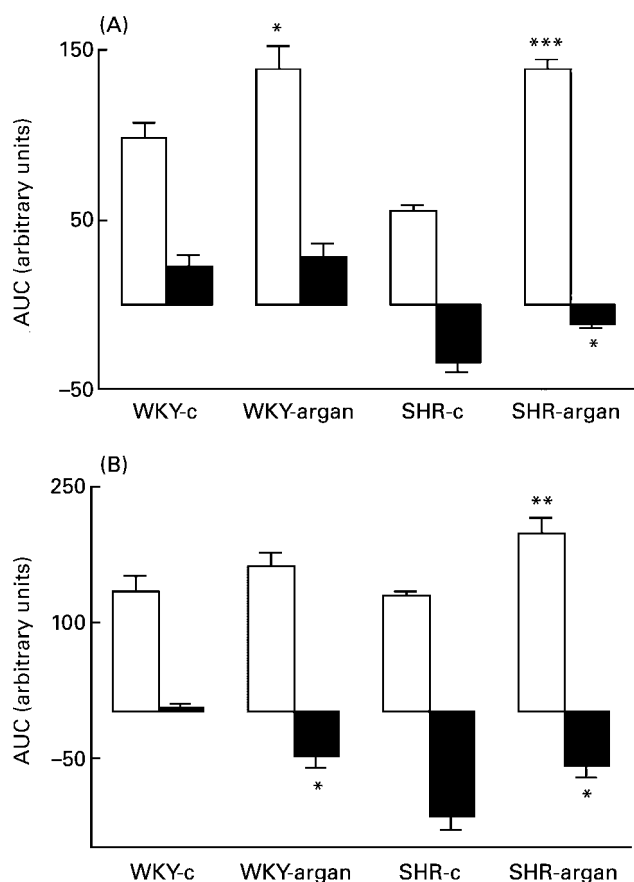 (A)
150
*
***
50
*
−50
AUC (arbitrary units)
WKY-c WKY-argan SHR-c SHR-argan
(B)
250
**
100
−50
*
*
AUC (arbitrary units)
WKY-c WKY-argan SHR-c SHR-argan